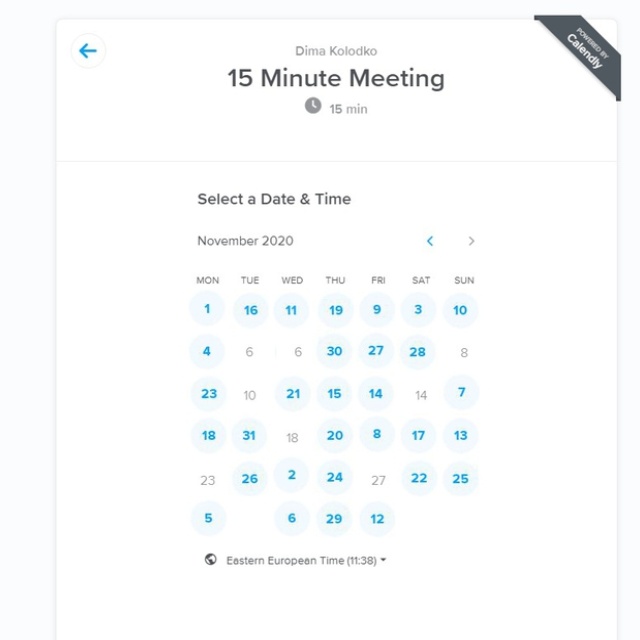 Dima Kolodko
15 Minute Meeting
15 min
POWERED BY
Calendly
Select a Date & Time
November 2020
MON TUE WED THU FRI SAT SUN
1 16 11 19 9 3 10
4 6 6 30 27 28 8
23 10 21 15 14 14 7
18 31 18 20 8 17 13
23 26 2 24 27 22 25
5 6 29 12
Eastern European Time (11:38)